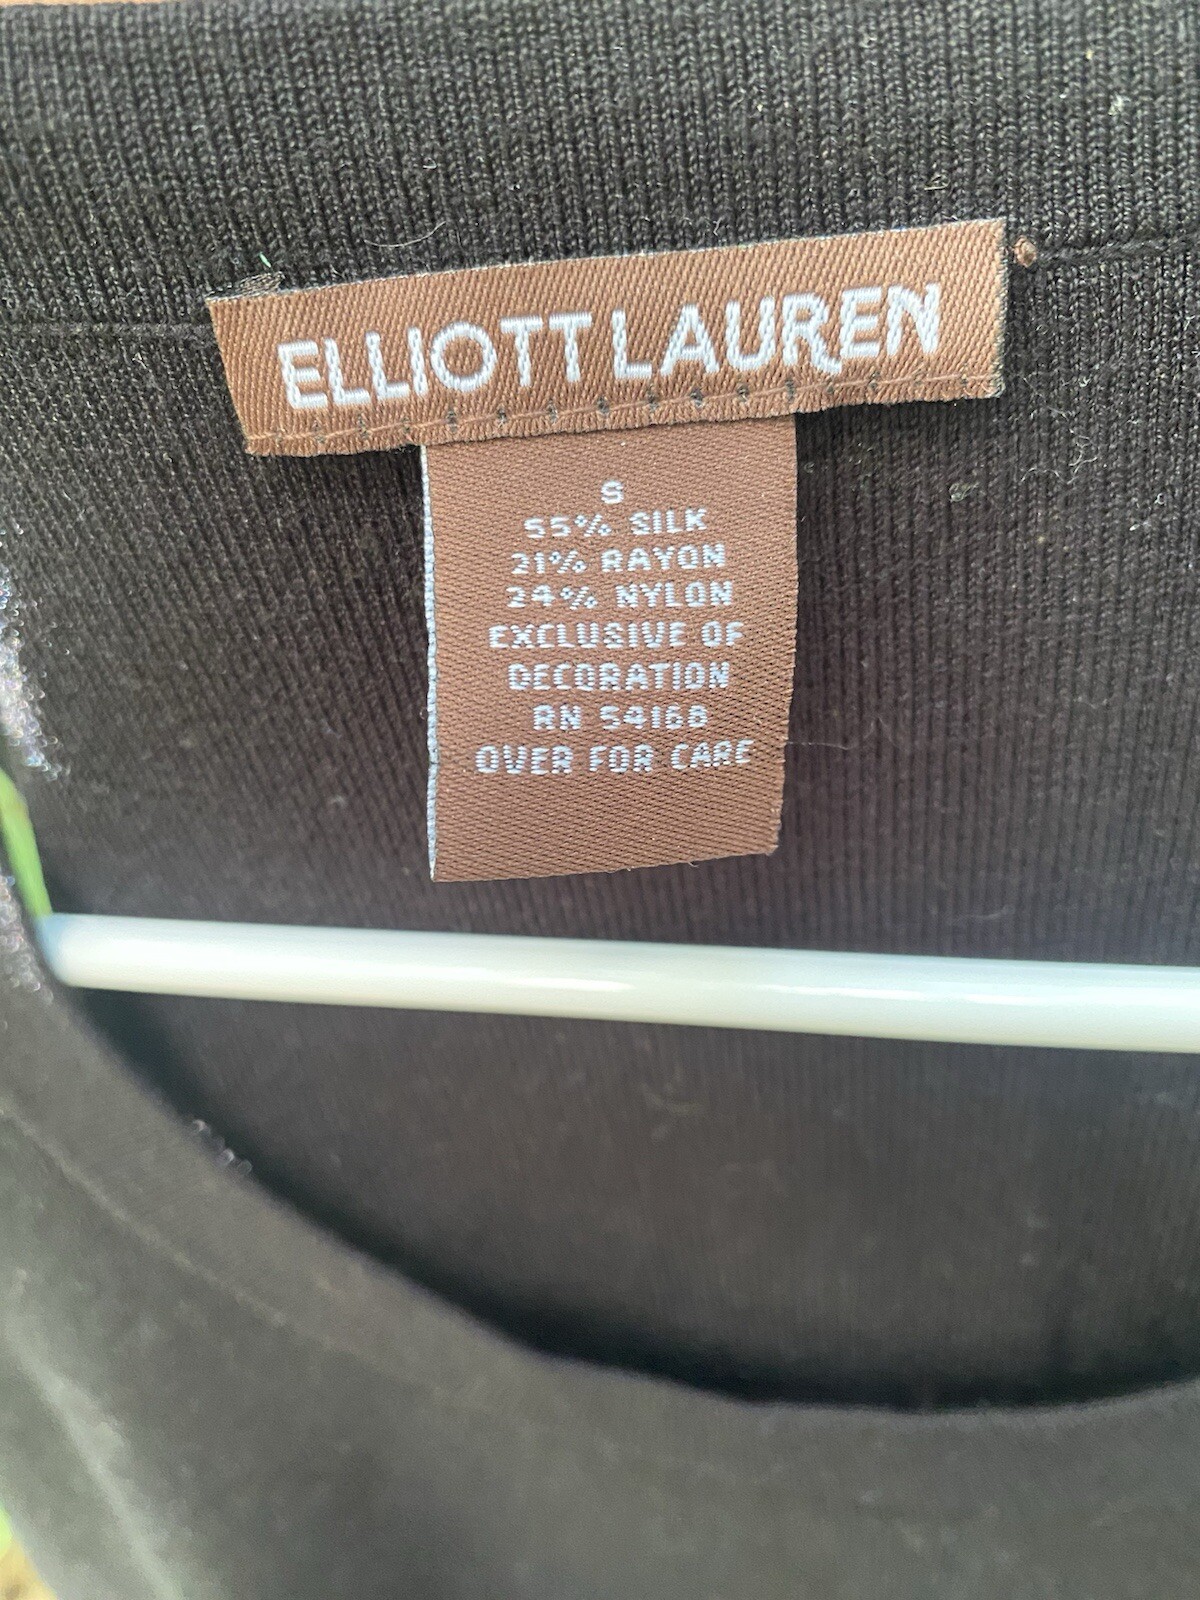 ELLIOTT LAUREN
S
55% SILK
21% RAYON
24% NYLON
EXCLUSIVE OF
DECORATION
RN 54168
OVER FOR CARE